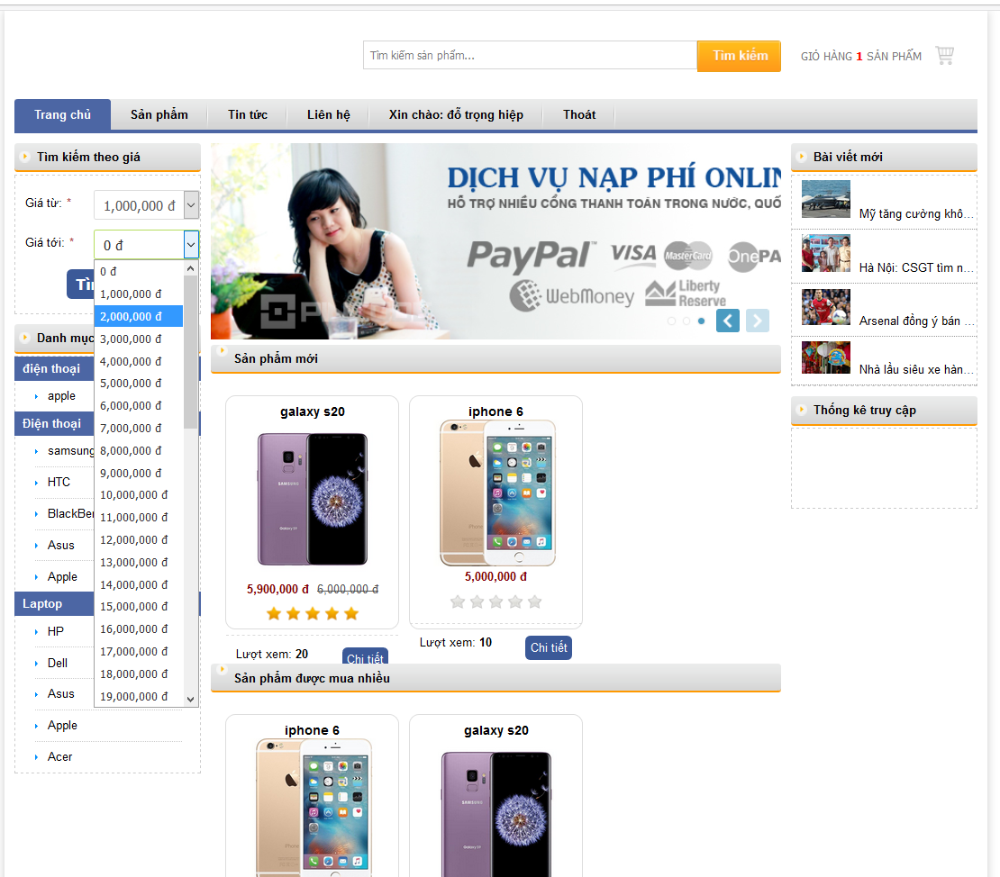 Tìm kiếm sản phẩm...
Tìm kiếm
GIỎ HÀNG 1 SẢN PHẨM
Trang chủ
Sản phẩm
Tin tức
Liên hệ
Xin chào: đỗ trọng hiệp
Thoát
Tìm kiếm theo giá
Giá từ: *
1,000,000 đ
Giá tới: *
0 đ
0 đ
1,000,000 đ
2,000,000 đ
3,000,000 đ
4,000,000 đ
5,000,000 đ
6,000,000 đ
7,000,000 đ
8,000,000 đ
9,000,000 đ
10,000,000 đ
11,000,000 đ
12,000,000 đ
13,000,000 đ
14,000,000 đ
15,000,000 đ
16,000,000 đ
17,000,000 đ
18,000,000 đ
19,000,000 đ
Danh mục
điện thoại
apple
Điện thoại
samsung
HTC
BlackBer
Asus
Apple
Laptop
HP
Dell
Asus
Apple
Acer
DỊCH VỤ NẠP PHÍ ONLIN
HỖ TRỢ NHIỀU CỔNG THANH TOÁN TRONG NƯỚC, QUỐ
PayPal™ VISA MasterCard OnePA
WebMoney Liberty Reserve
Sản phẩm mới
galaxy s20
5,900,000 đ 6,000,000 đ
Lượt xem: 20
Chi tiết
iphone 6
5,000,000 đ
Lượt xem: 10
Chi tiết
Sản phẩm được mua nhiều
iphone 6
galaxy s20
SAMSUNG
Bài viết mới
Mỹ tăng cường khô...
Hà Nội: CSGT tìm n...
Arsenal đồng ý bán ...
Nhà lầu siêu xe hàn...
Thống kê truy cập